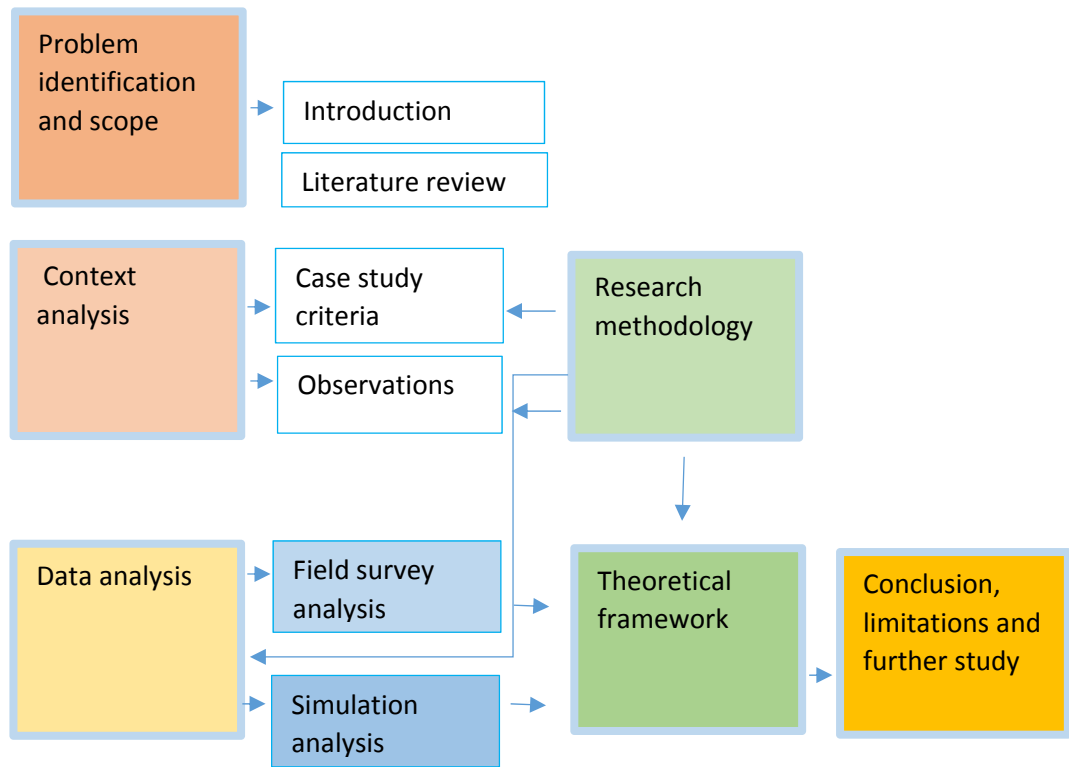 Problem
identification
and scope
Introduction
Literature review
Context
analysis
Case study
criteria
Observations
Research
methodology
Data analysis
Field survey
analysis
Simulation
analysis
Theoretical
framework
Conclusion,
limitations and
further study